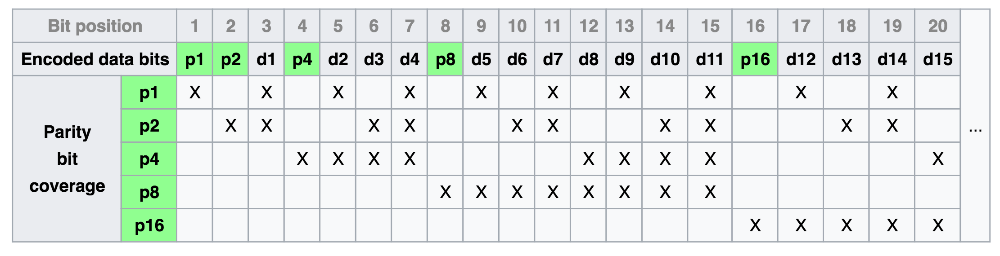 Bit position 1 2 3 4 5 6 7 8 9 10 11 12 13 14 15 16 17 18 19 20
Encoded data bits p1 p2 d1 p4 d2 d3 d4 p8 d5 d6 d7 d8 d9 d10 d11 p16 d12 d13 d14 d15
Parity
bit
coverage
p1 X X X X X X X X X X
p2 X X X X X X X X X X
p4 X X X X X X X X X
p8 X X X X X X X X
p16 X X X X X
...